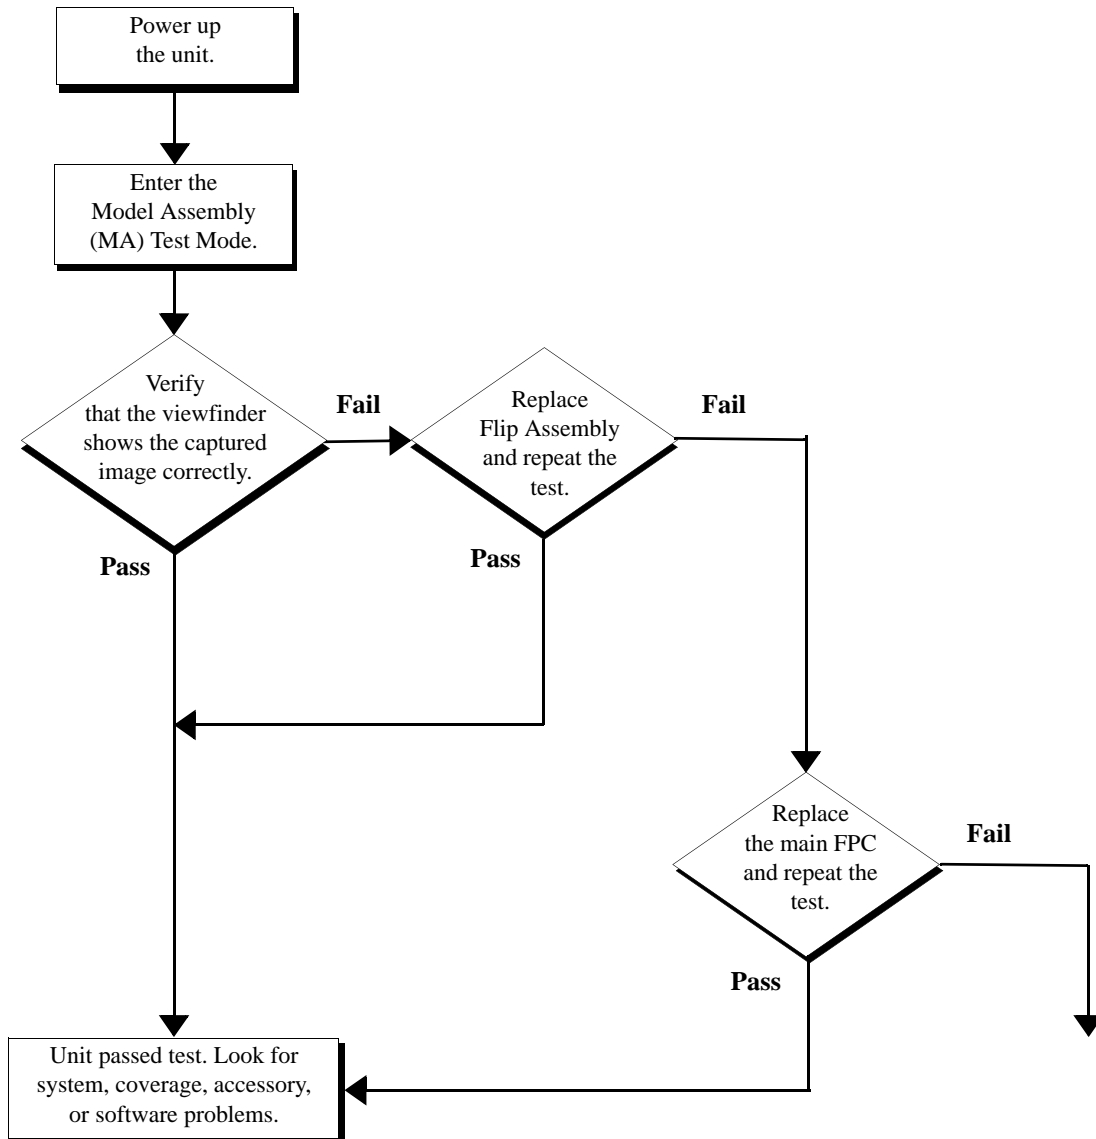 Power up
the unit.
Enter the
Model Assembly
(MA) Test Mode.
Verify
that the viewfinder
shows the captured
image correctly.
Fail
Pass
Replace
Flip Assembly
and repeat the
test.
Fail
Pass
Replace
the main FPC
and repeat the
test.
Fail
Pass
Unit passed test. Look for
system, coverage, accessory,
or software problems.